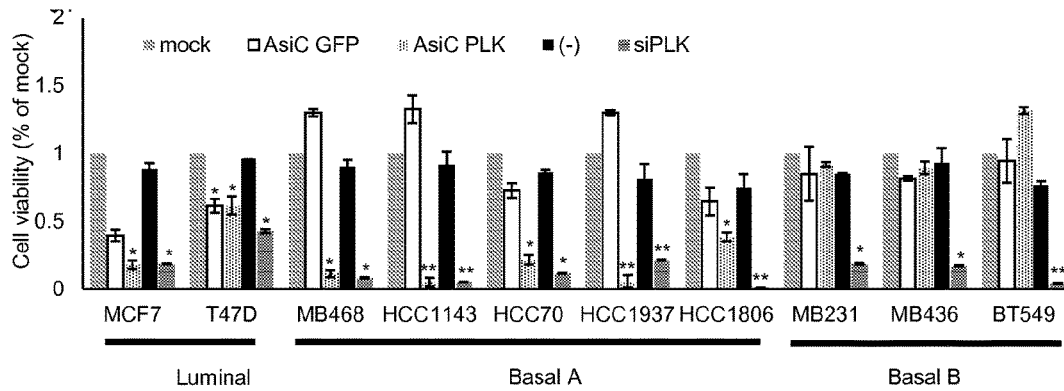 2
mock AsiC GFP AsiC PLK (-) siPLK
1.5
1
0.5
0
Cell viability (% of mock)
* * * * * * * ** ** * * ** ** * ** * * **
MCF7 T47D MB468 HCC1143 HCC70 HCC1937 HCC1806 MB231 MB436 BT549
Luminal Basal A Basal B